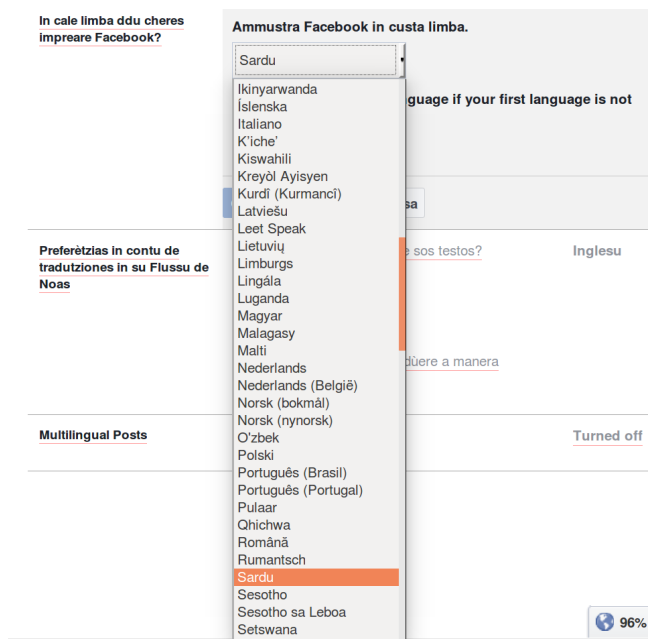 In cale limba ddu cheres
impreare Facebook?
Ammustra Facebook in custa limba.
Sardu
Ikinyarwanda
Íslenska
Italiano
K'iche'
Kiswahili
Kreyòl Ayisyen
Kurdî (Kurmancî)
Latviešu
Leet Speak
Lietuvių
Limburgs
Lingála
Luganda
Magyar
Malagasy
Malti
Nederlands
Nederlands (België)
Norsk (bokmål)
Norsk (nynorsk)
O'zbek
Polski
Português (Brasil)
Português (Portugal)
Pulaar
Qhichwa
Română
Rumantsch
Sardu
Sesotho
Sesotho sa Leboa
Setswana
if your first language is not
Preferètzias in contu de
tradutziones in su Flussu de
Noas
sos testos?
Inglesu
a manera
Multilingual Posts
Turned off
96%